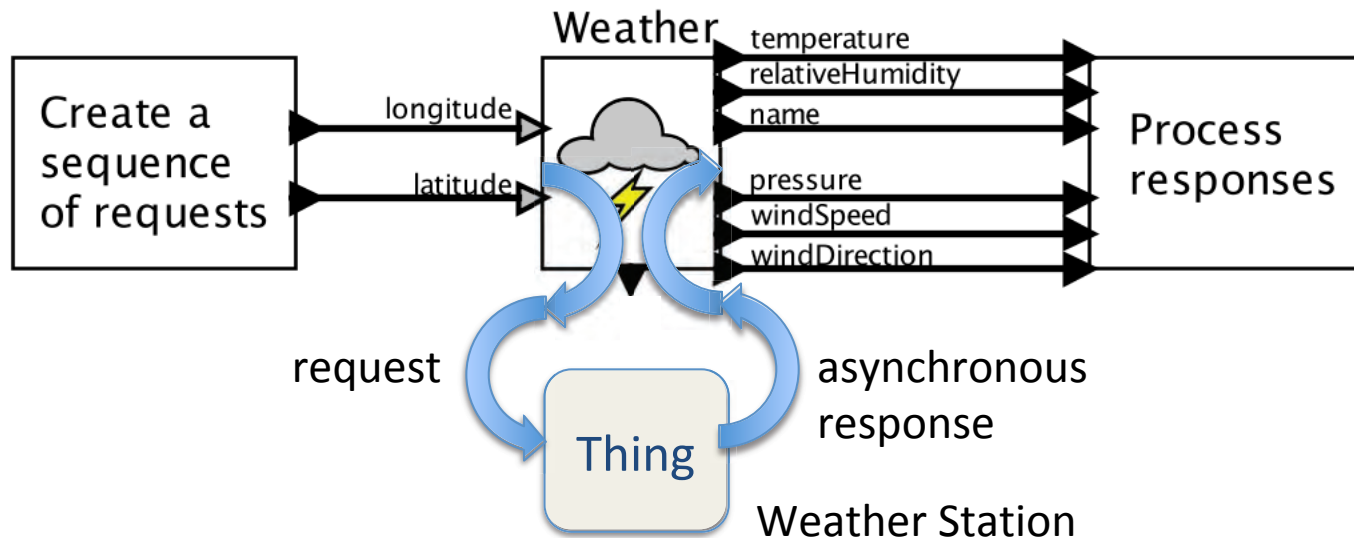 Weather
Create a
sequence
of requests
longitude
latitude
temperature
relativeHumidity
name
pressure
windSpeed
windDirection
Process
responses
request
asynchronous
response
Thing
Weather Station